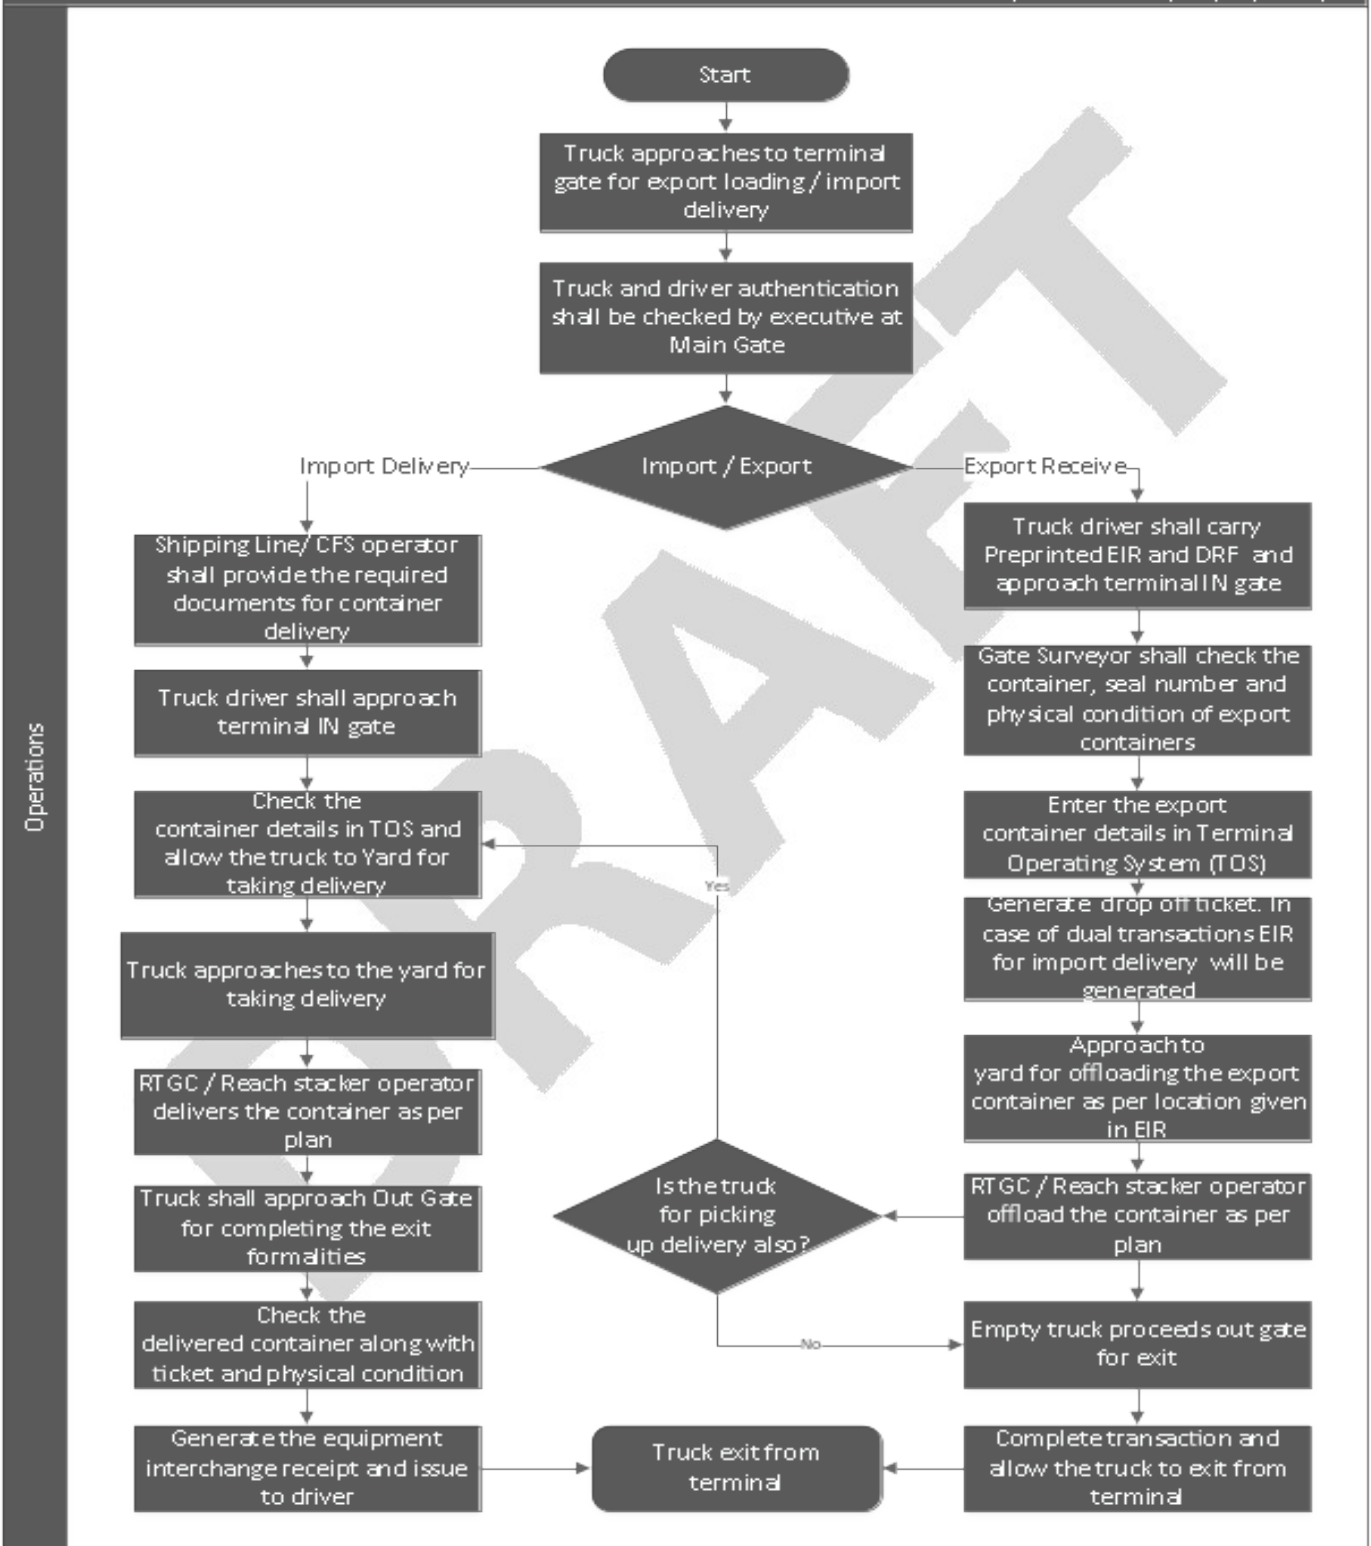 Operations
Start
Truck approaches to terminal
gate for export loading / import
delivery
Truck and driver authentication
shall be checked by executive at
Main Gate
Import / Export
Import Delivery
Shipping Line/ CFS operator
shall provide the required
documents for container
delivery
Truck driver shall approach
terminal IN gate
Check the
container details in TOS and
allow the truck to Yard for
taking delivery
Truck approaches to the yard for
taking delivery
RTGC / Reach stacker operator
delivers the container as per
plan
Truck shall approach Out Gate
for completing the exit
formalities
Check the
delivered container along with
ticket and physical condition
Generate the equipment
interchange receipt and issue
to driver
Export Receive
Truck driver shall carry
Preprinted EIR and DRF and
approach terminal IN gate
Gate Surveyor shall check the
container, seal number and
physical condition of export
containers
Enter the export
container details in Terminal
Operating System (TOS)
Generate drop off ticket. In
case of dual transactions EIR
for import delivery will be
generated
Approach to
yard for offloading the export
container as per location given
in EIR
RTGC / Reach stacker operator
offload the container as per
plan
Is the truck
for picking
up delivery also?
Yes
No
Empty truck proceeds out gate
for exit
Complete transaction and
allow the truck to exit from
terminal
Truck exit from
terminal
DRAFT